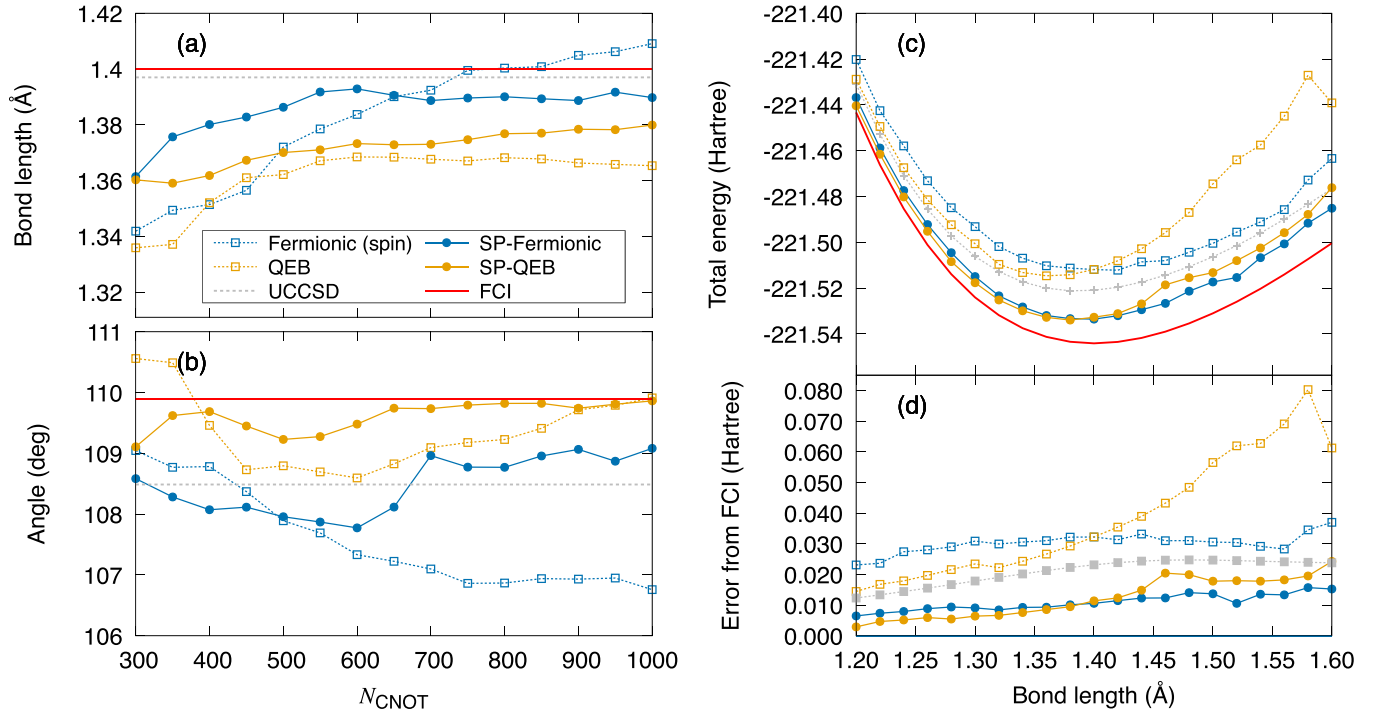 (a)
Bond length (Å)
1.42
1.4
1.38
1.36
1.34
1.32
Fermionic (spin)
SP-Fermionic
QEB
SP-QEB
UCCSD
FCI
(b)
Angle (deg)
111
110
109
108
107
106
300 400 500 600 700 800 900 1000
N_CNOT
(c)
Total energy (Hartree)
-221.40
-221.42
-221.44
-221.46
-221.48
-221.50
-221.52
-221.54
(d)
Error from FCI (Hartree)
0.080
0.070
0.060
0.050
0.040
0.030
0.020
0.010
0.000
1.20 1.25 1.30 1.35 1.40 1.45 1.50 1.55 1.60
Bond length (Å)